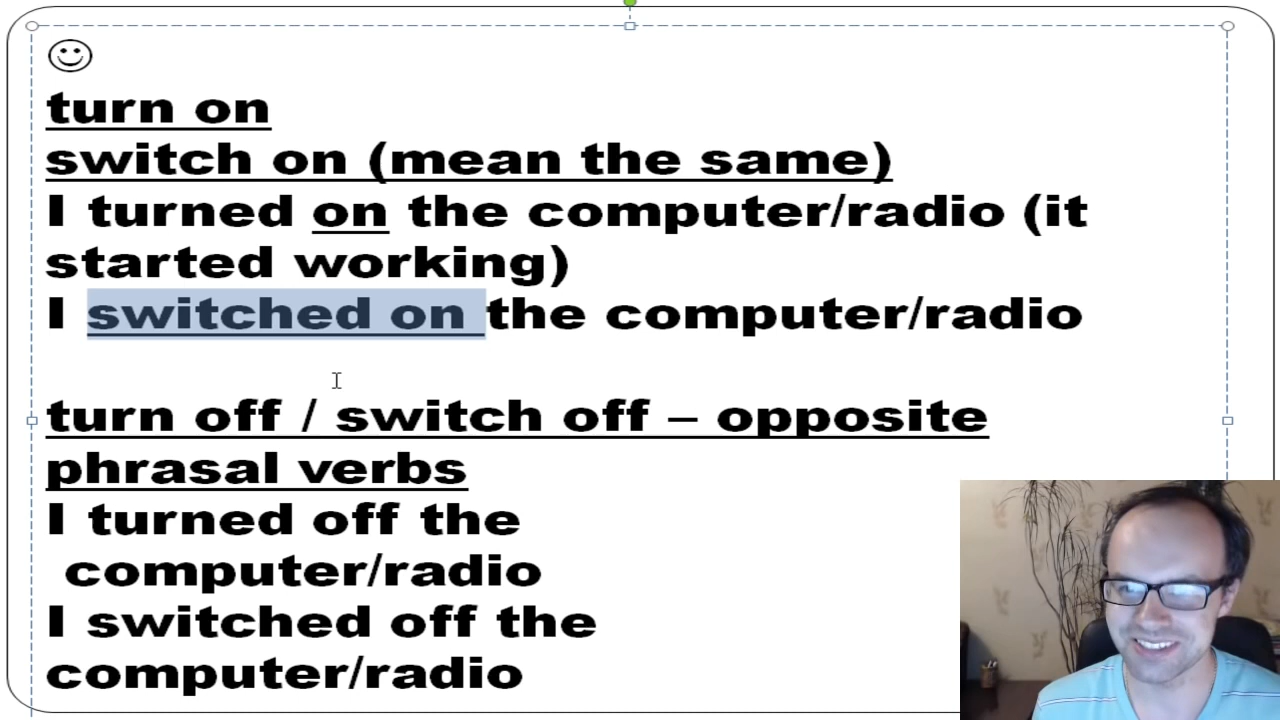 turn on
switch on (mean the same)
I turned on the computer/radio (it
started working)
I switched on the computer/radio
turn off / switch off – opposite
phrasal verbs
I turned off the
computer/radio
I switched off the
computer/radio